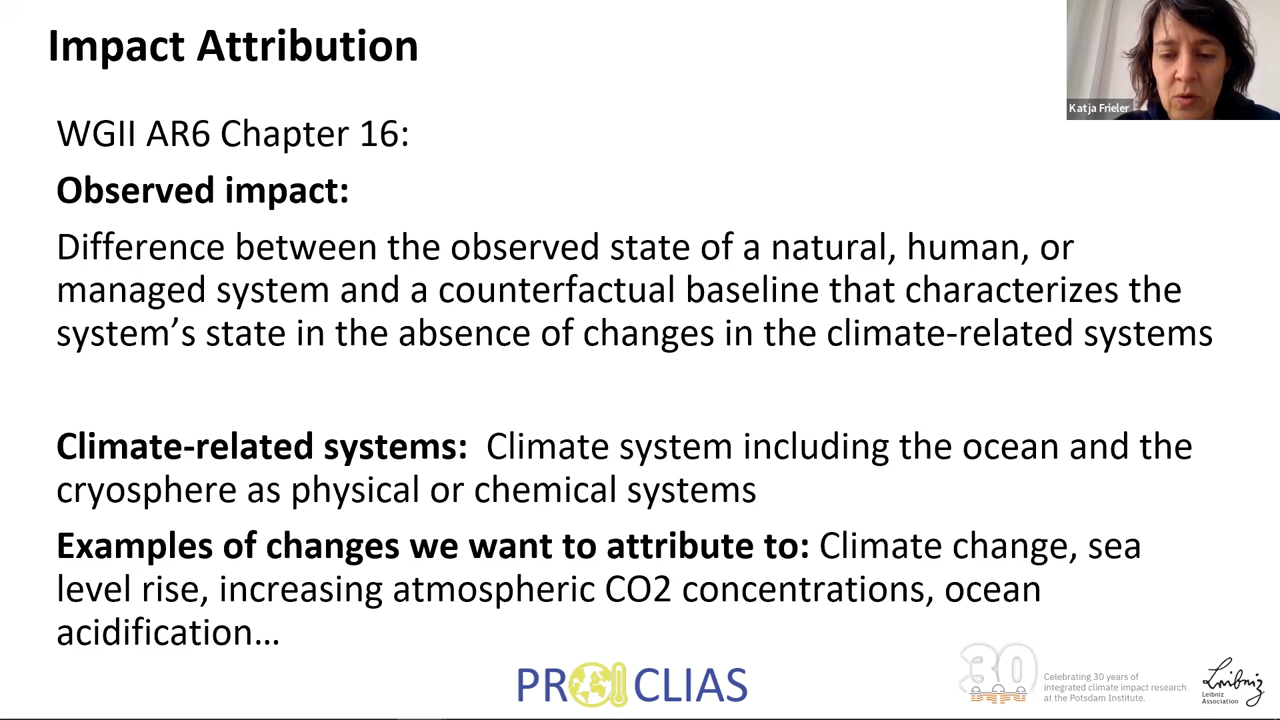 Impact Attribution
Katja Frieler
WGII AR6 Chapter 16:
Observed impact:
Difference between the observed state of a natural, human, or
managed system and a counterfactual baseline that characterizes the
system’s state in the absence of changes in the climate-related systems
Climate-related systems:  Climate system including the ocean and the
cryosphere as physical or chemical systems
Examples of changes we want to attribute to: Climate change, sea
level rise, increasing atmospheric CO2 concentrations, ocean
acidification…
PROCLIAS
30
Celebrating 30 years of
integrated climate impact research
at the Potsdam Institute.
Leibniz
Leibniz
Association